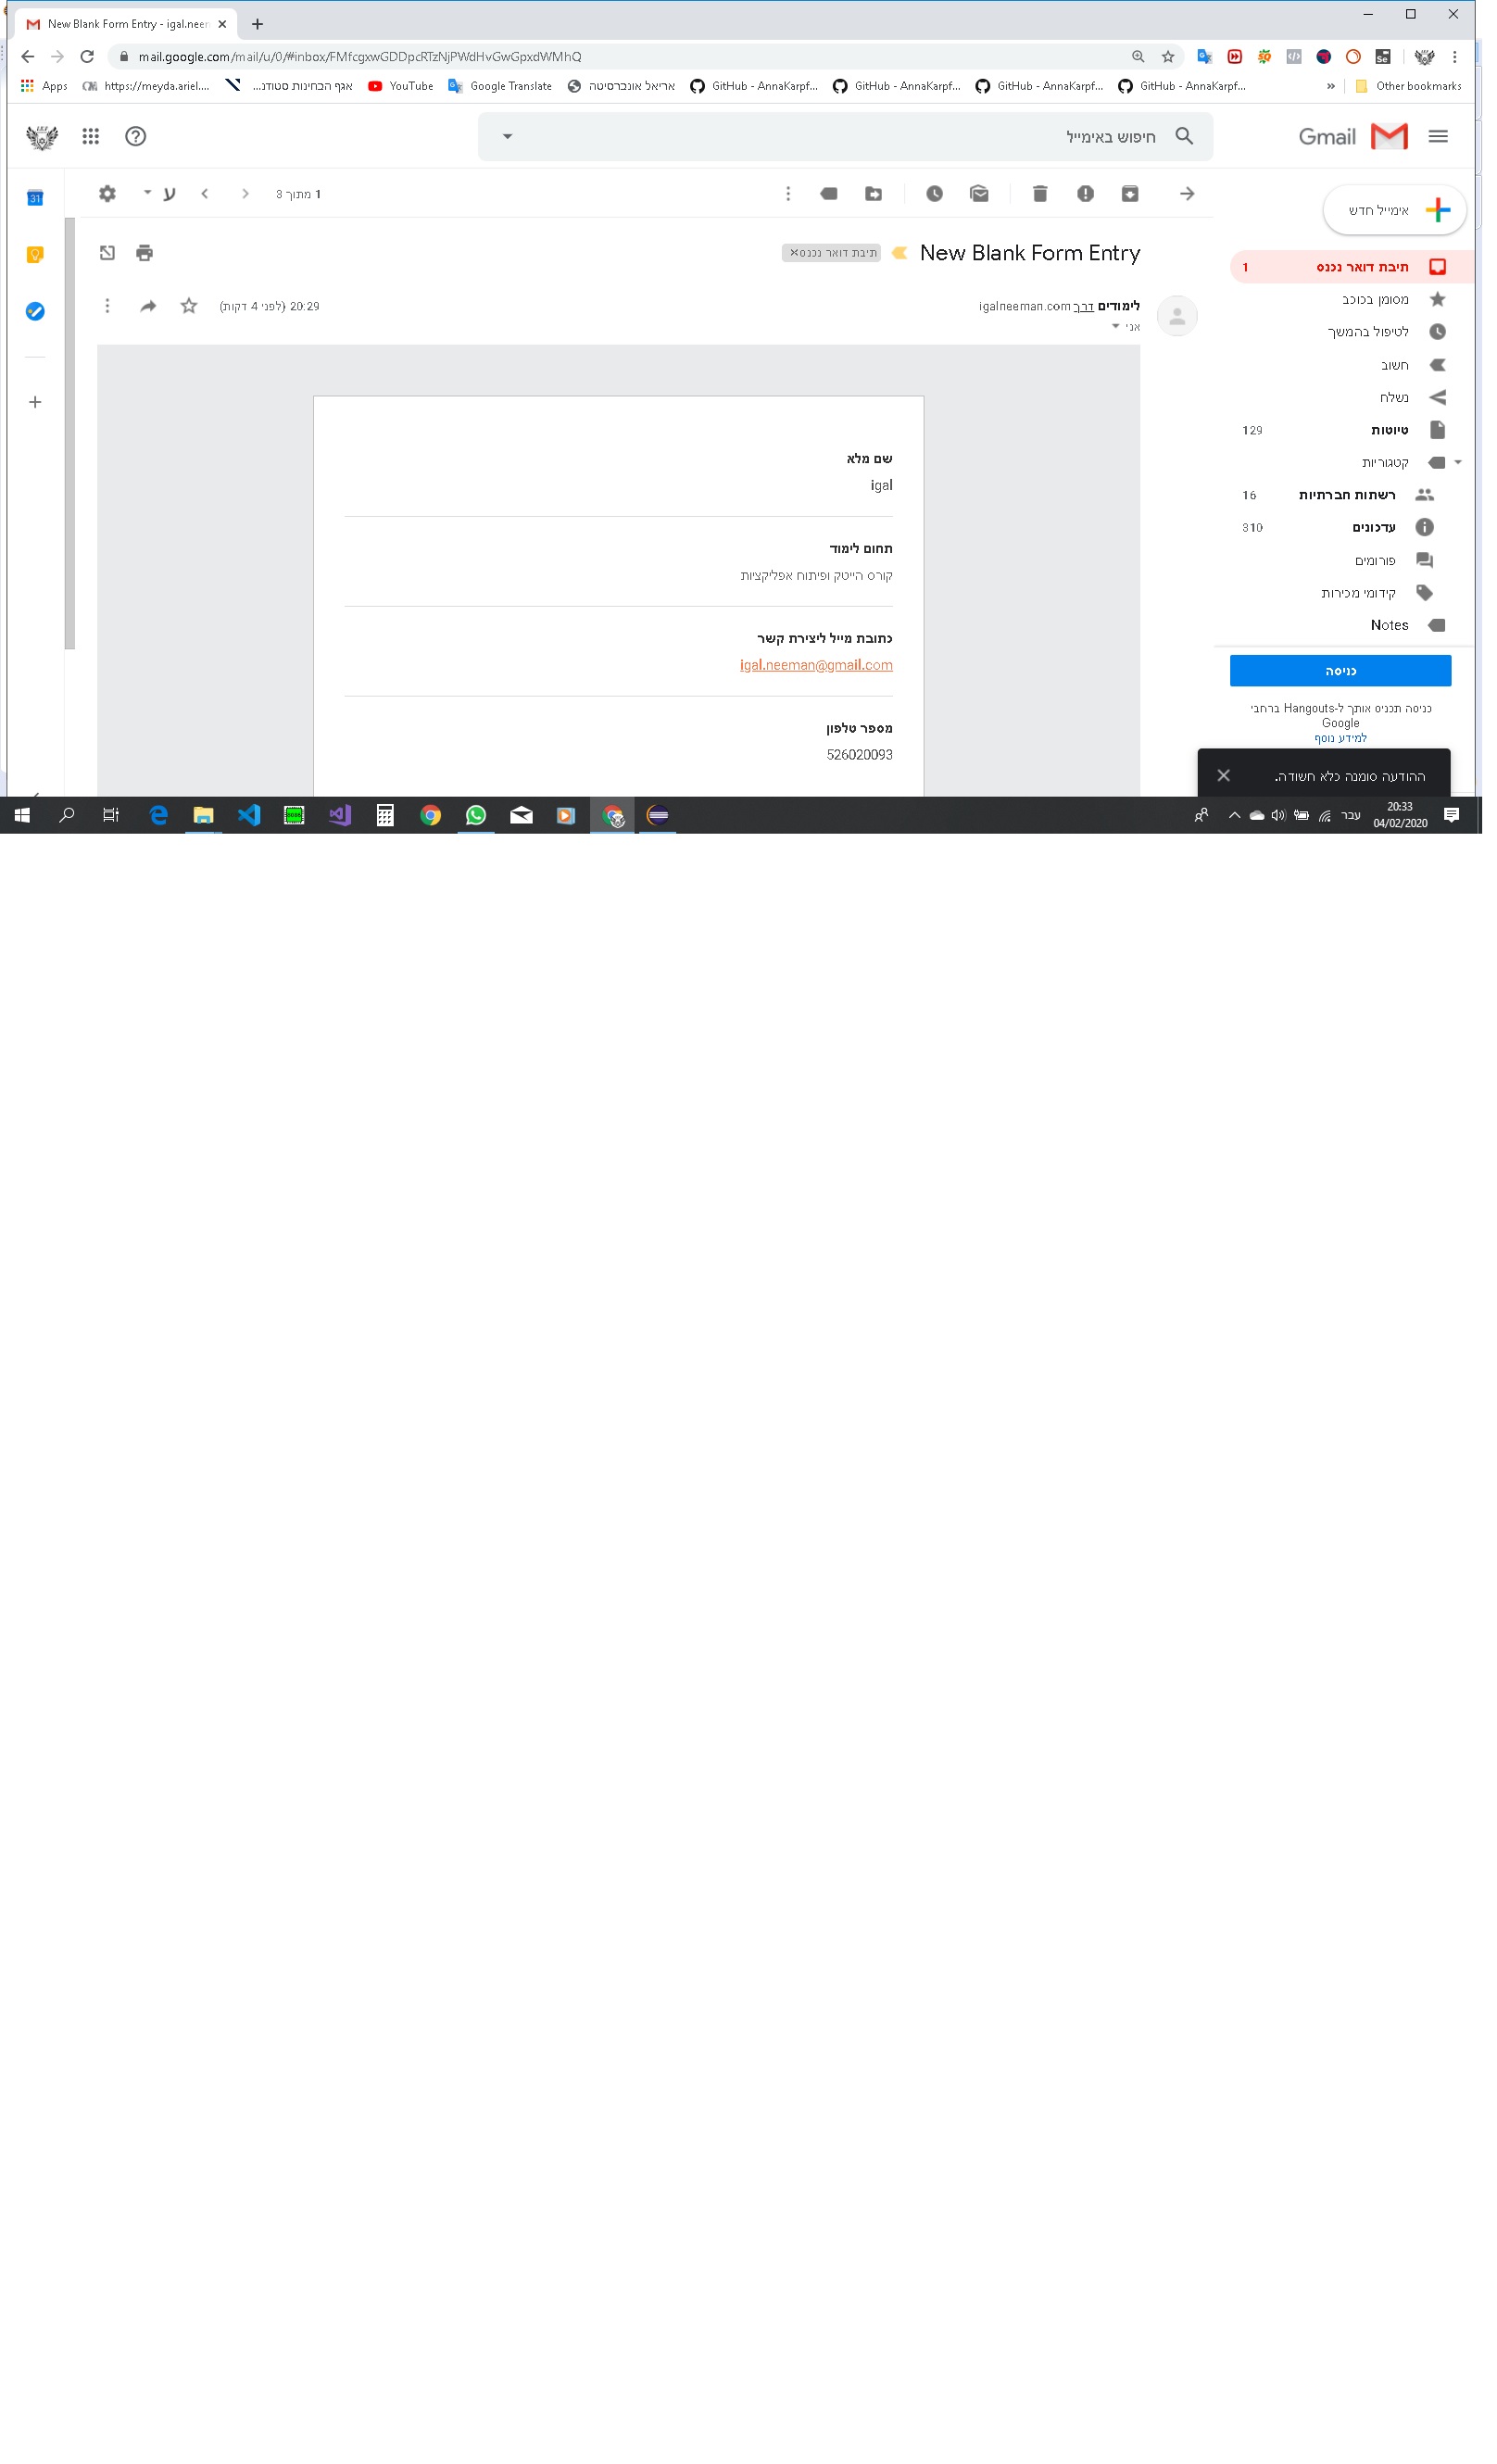 New Blank Form Entry - igal.neer
mail.google.com/mail/u/0/#inbox/FMfcgxwGDDpcRTzNjPWdHvGwGpxdWMhQ
Apps https://meyda.ariel.... אגף הבחינות סטודנ... YouTube Google Translate אריאל אונברסיטה GitHub - AnnaKarpf... GitHub - AnnaKarpf... GitHub - AnnaKarpf... GitHub - AnnaKarpf... » Other bookmarks
Gmail
חיפוש באימייל
אימייל חדש
1 מתוך 3
ע
תיבת דואר נכנס 1
מסומן בכוכב
לטיפול בהמשך
חשוב
נשלח
טיוטות 129
קטגוריות
רשתות חברתיות 16
עדכונים 310
פורומים
קידומי מכירות
Notes
כניסה
כניסה תכניס אותך ל-Hangouts ברחבי
Google
למידע נוסף
New Blank Form Entry
תיבת דואר נכנס×
לימודים דרך igalneeman.com
20:29 (לפני 4 דקות)
אני
שם מלא
igal
תחום לימוד
קורס הייטק ופיתוח אפליקציות
כתובת מייל ליצירת קשר
igal.neeman@gmail.com
מספר טלפון
526020093
ההודעה סומנה כלא חשודה.
31
Se
עבר
20:33
04/02/2020